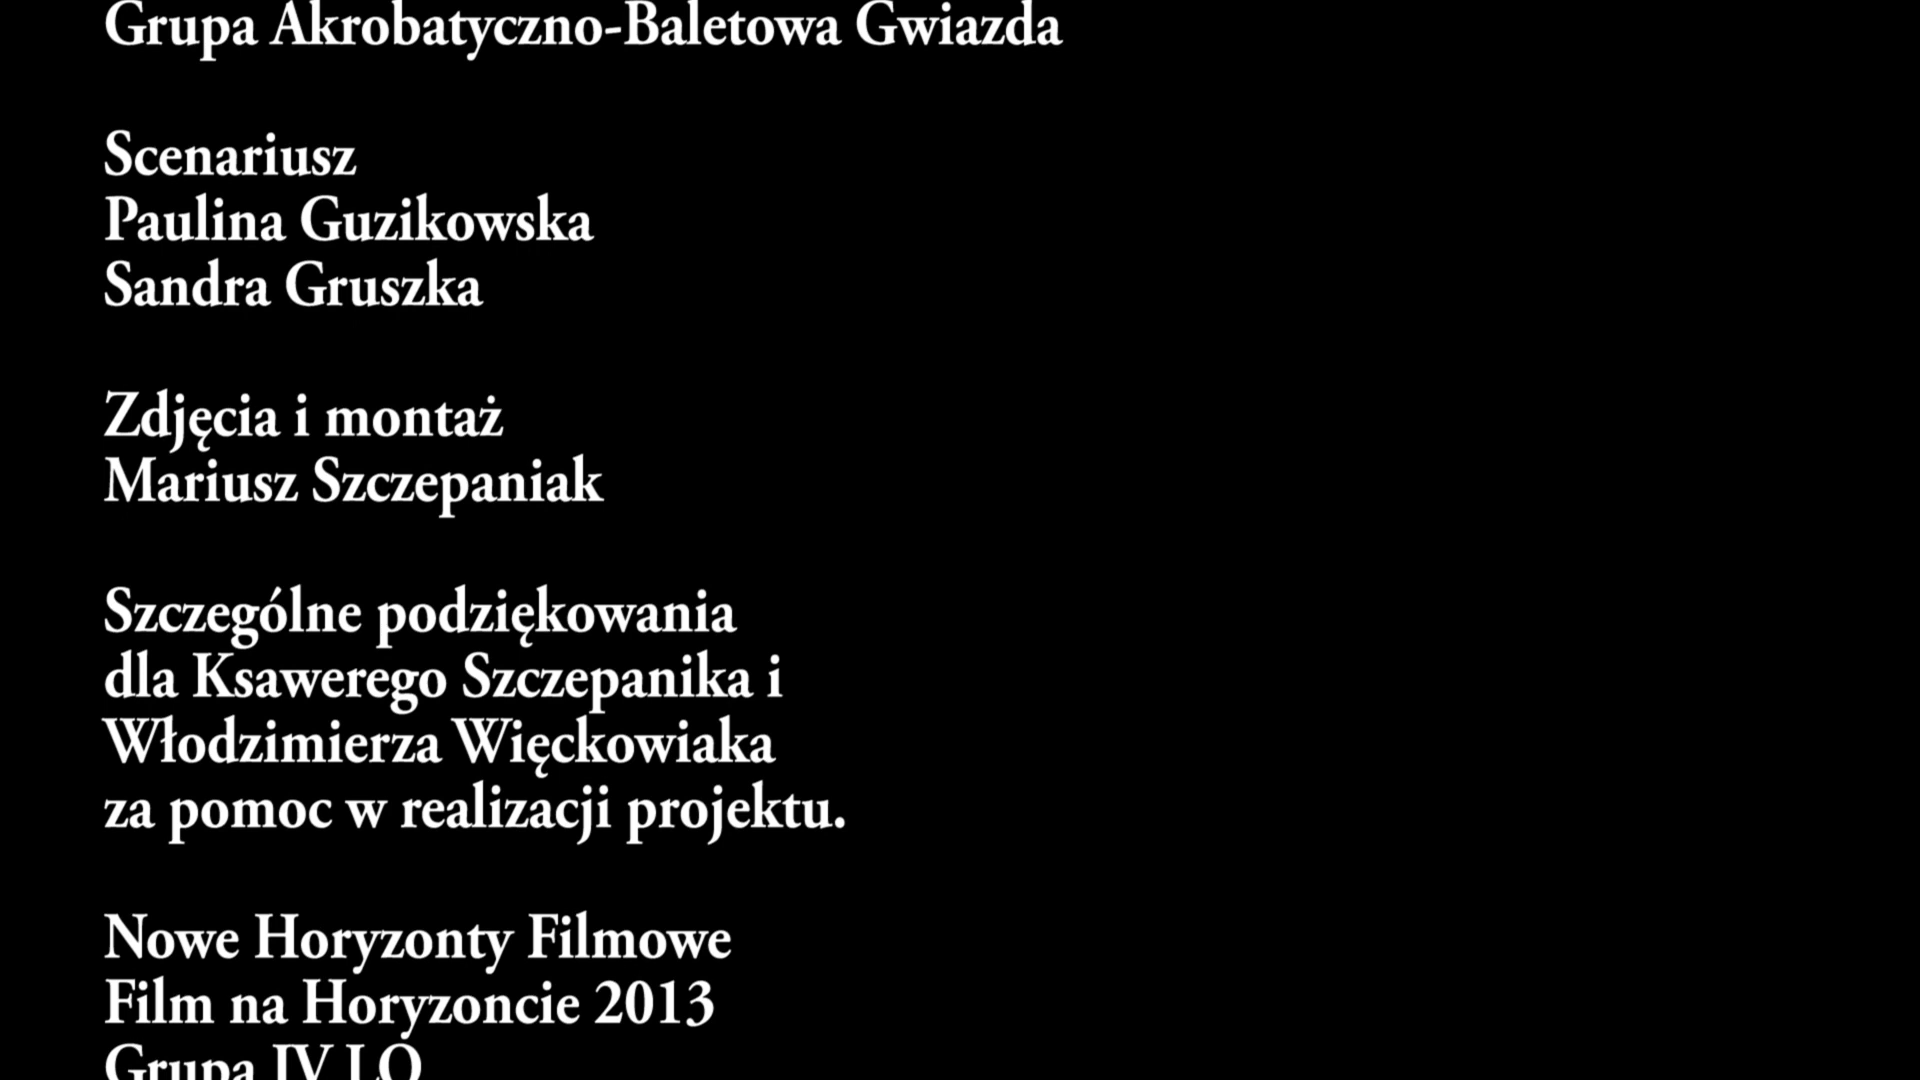 Grupa Akrobatyczno-Baletowa Gwiazda
Scenariusz
Paulina Guzikowska
Sandra Gruszka
Zdjęcia i montaż
Mariusz Szczepaniak
Szczególne podziękowania
dla Ksawerego Szczepanika i
Włodzimierza Więckowiaka
za pomoc w realizacji projektu.
Nowe Horyzonty Filmowe
Film na Horyzoncie 2013
Grupa IV LO